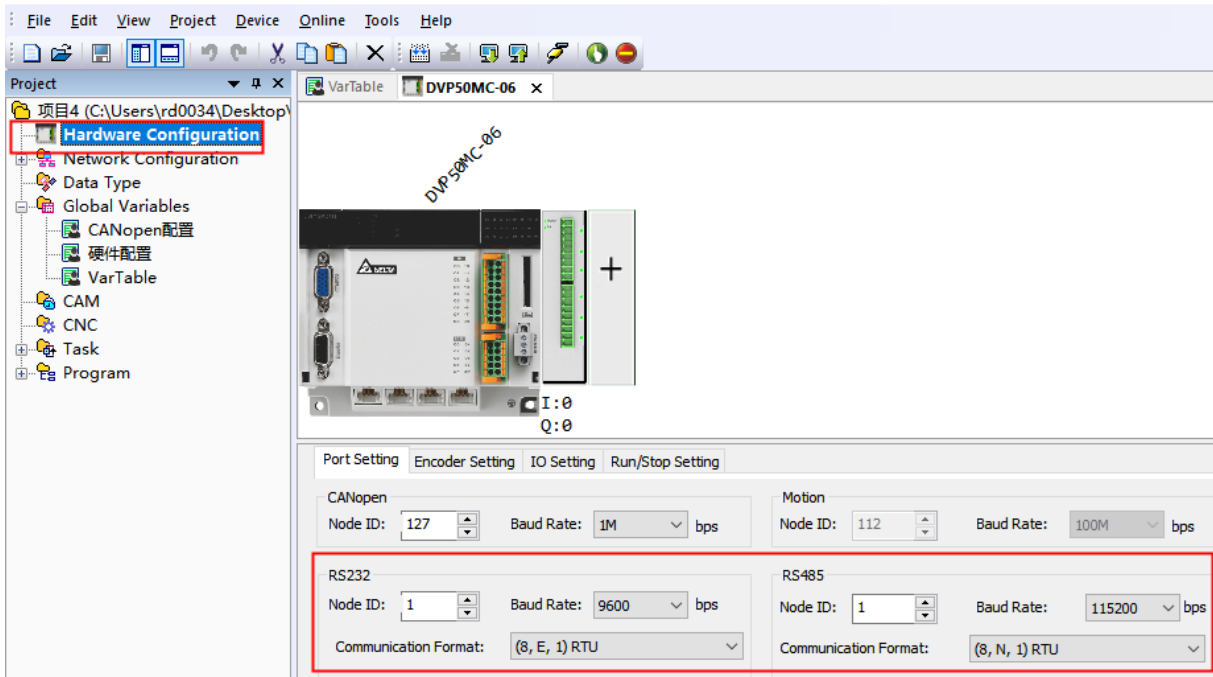 File Edit View Project Device Online Tools Help
Project
VarTable DVP50MC-06
项目4 (C:\Users\rd0034\Desktop\
Hardware Configuration
Network Configuration
Data Type
Global Variables
CANopen配置
硬件配置
VarTable
CAM
CNC
Task
Program
DVP50MC-06
DELTA
I:0
Q:0
Port Setting Encoder Setting IO Setting Run/Stop Setting
CANopen
Node ID: 127 Baud Rate: 1M bps
Motion
Node ID: 112 Baud Rate: 100M bps
RS232
Node ID: 1 Baud Rate: 9600 bps
Communication Format: (8, E, 1) RTU
RS485
Node ID: 1 Baud Rate: 115200 bps
Communication Format: (8, N, 1) RTU